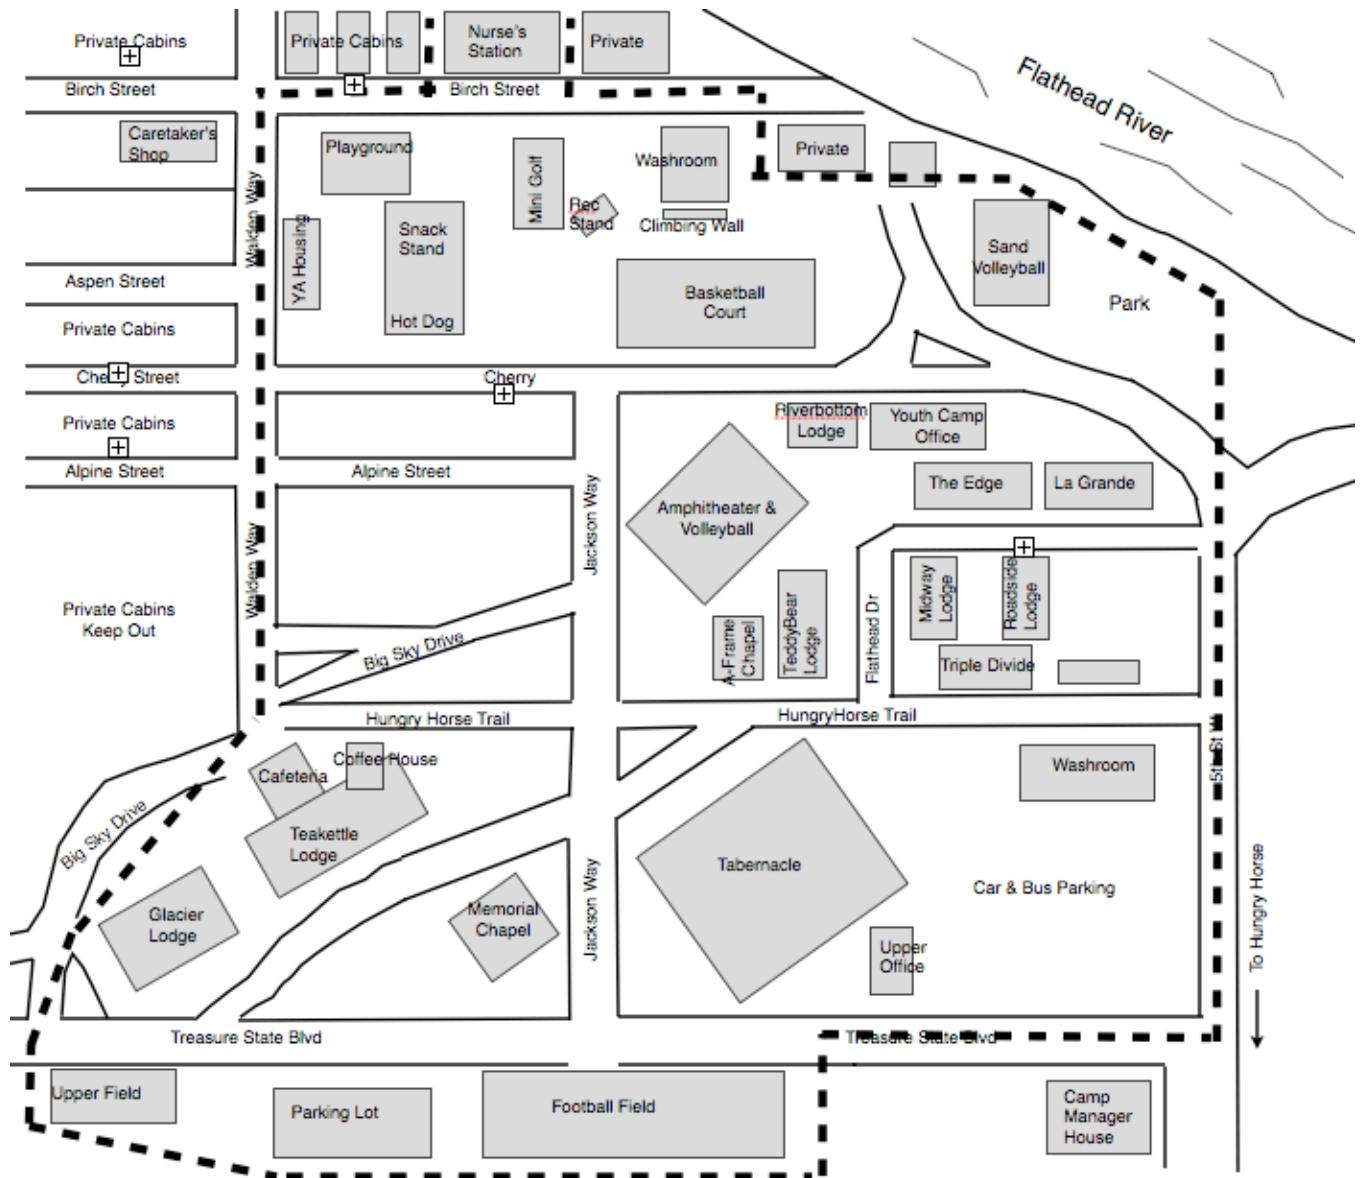 Private Cabins
Private Cabins
Nurse's
Station
Private
Flathead River
Birch Street
Birch Street
Caretaker's
Shop
Playground
Mini Golf
Rec
Stand
Washroom
Climbing Wall
Private
Walden Way
YA Housing
Snack
Stand
Hot Dog
Sand
Volleyball
Park
Aspen Street
Basketball
Court
Private Cabins
Cherry Street
Cherry
Private Cabins
Riverbottom
Lodge
Youth Camp
Office
Alpine Street
Alpine Street
Jackson Way
Amphitheater &
Volleyball
The Edge
La Grande
Walden Way
Private Cabins
Keep Out
Big Sky Drive
A-Frame
Chapel
TeddyBear
Lodge
Flathead Dr
Midway
Lodge
Roadside
Lodge
Triple Divide
Hungry Horse Trail
HungryHorse Trail
5th St W
Cafeteria
Coffee House
Washroom
Big Sky Drive
Teakettle
Lodge
Tabernacle
Car & Bus Parking
To Hungry Horse
Glacier
Lodge
Memorial
Chapel
Jackson Way
Upper
Office
Treasure State Blvd
Treasure State Blvd
Upper Field
Parking Lot
Football Field
Camp
Manager
House